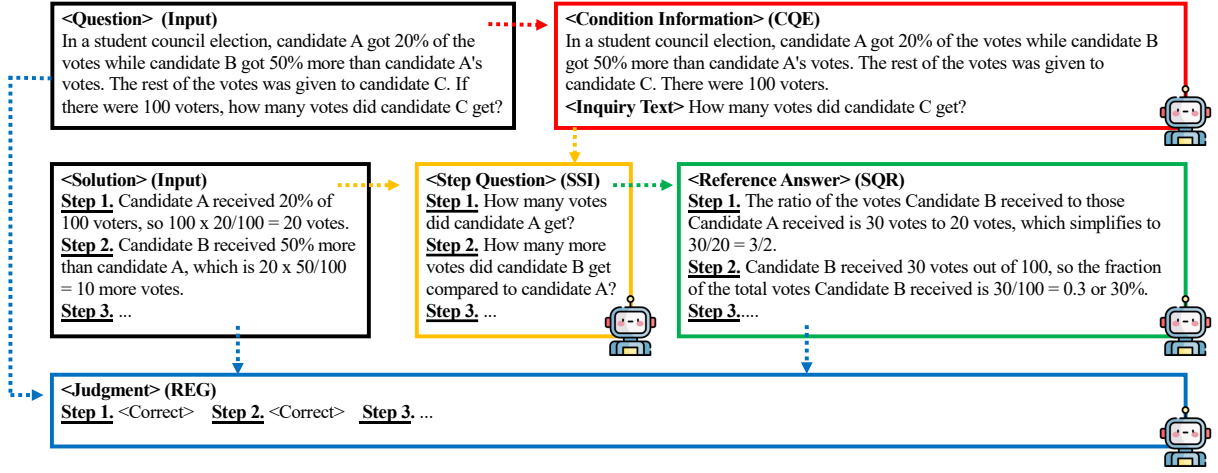 <Question> (Input)
In a student council election, candidate A got 20% of the
votes while candidate B got 50% more than candidate A's
votes. The rest of the votes was given to candidate C. If
there were 100 voters, how many votes did candidate C get?
<Condition Information> (CQE)
In a student council election, candidate A got 20% of the votes while candidate B
got 50% more than candidate A's votes. The rest of the votes was given to
candidate C. There were 100 voters.
<Inquiry Text> How many votes did candidate C get?
<Solution> (Input)
Step 1. Candidate A received 20% of
100 voters, so 100 x 20/100 = 20 votes.
Step 2. Candidate B received 50% more
than candidate A, which is 20 x 50/100
= 10 more votes.
Step 3. ...
<Step Question> (SSI)
Step 1. How many votes
did candidate A get?
Step 2. How many more
votes did candidate B get
compared to candidate A?
Step 3. ...
<Reference Answer> (SQR)
Step 1. The ratio of the votes Candidate B received to those
Candidate A received is 30 votes to 20 votes, which simplifies to
30/20 = 3/2.
Step 2. Candidate B received 30 votes out of 100, so the fraction
of the total votes Candidate B received is 30/100 = 0.3 or 30%.
Step 3.....
<Judgment> (REG)
Step 1. <Correct> Step 2. <Correct> Step 3. ...